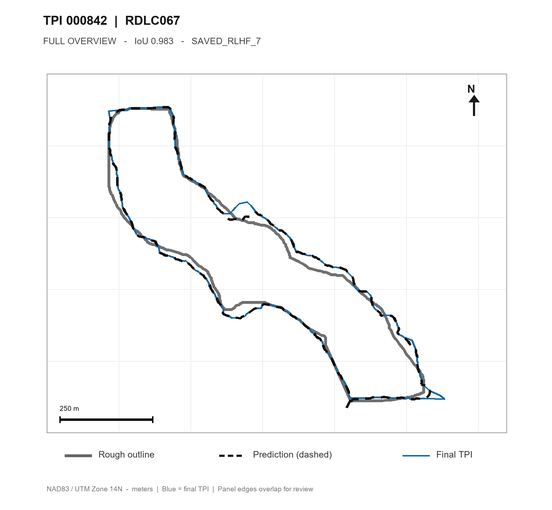 TPI 000842 | RDLC067
FULL OVERVIEW - IoU 0.983 - SAVED_RLHF_7
N
250 m
Rough outline
Prediction (dashed)
Final TPI
NAD83 / UTM Zone 14N - meters | Blue = final TPI | Panel edges overlap for review